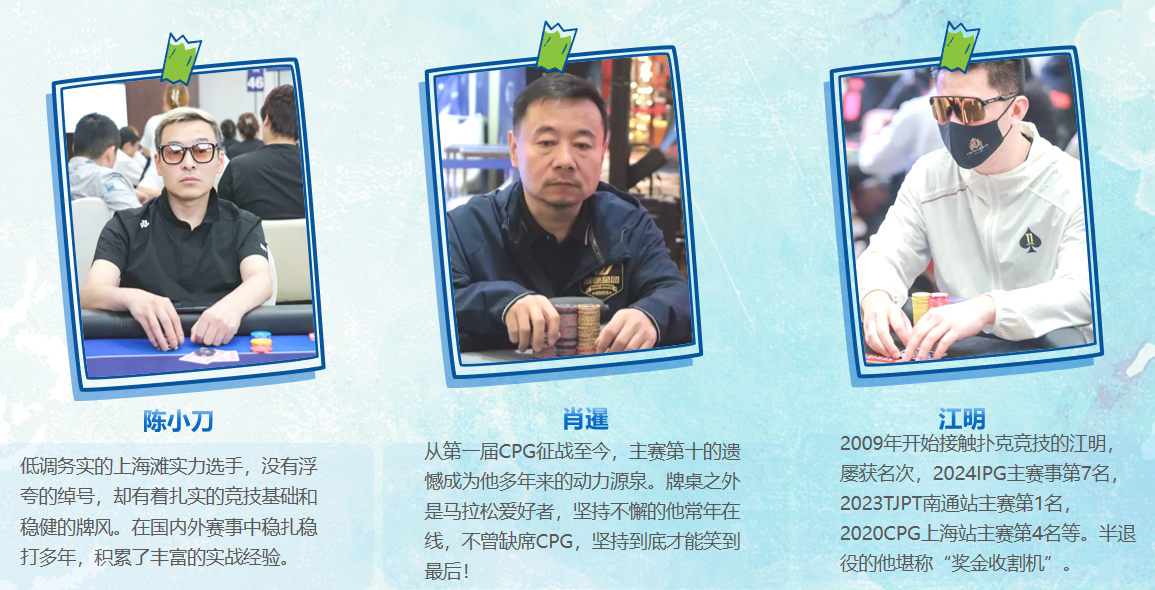 46
陈小刀
低调务实的上海滩实力选手，没有浮
夸的绰号，却有着扎实的竞技基础和
稳健的牌风。在国内外赛事中稳扎稳
打多年，积累了丰富的实战经验。
肖暹
从第一届CPG征战至今，主赛第十的遗
憾成为他多年来的动力源泉。牌桌之外
是马拉松爱好者，坚持不懈的他常年在
线，不曾缺席CPG，坚持到底才能笑到
最后！
江明
2009年开始接触扑克竞技的江明，
屡获名次，2024IPG主赛事第7名，
2023TJPT南通站主赛第1名，
2020CPG上海站主赛第4名等。半退
役的他堪称“奖金收割机”。